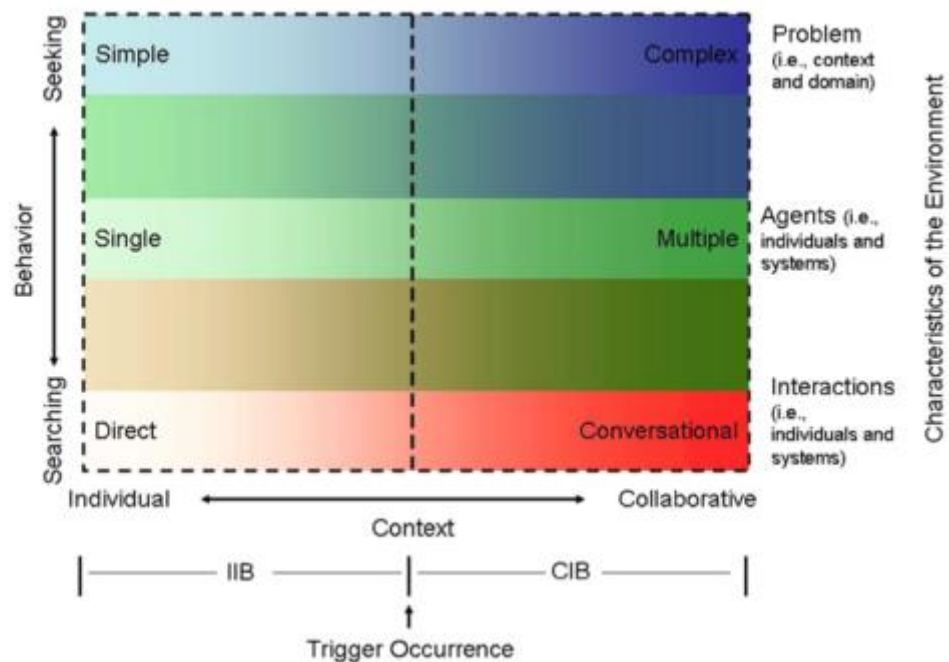 Seeking
Behavior
Searching
Simple
Complex
Single
Multiple
Direct
Conversational
Problem
(i.e., context
and domain)
Agents (i.e.,
individuals and
systems)
Interactions
(i.e.,
individuals and
systems)
Characteristics of the Environment
Individual
Collaborative
Context
IIB
CIB
Trigger Occurrence